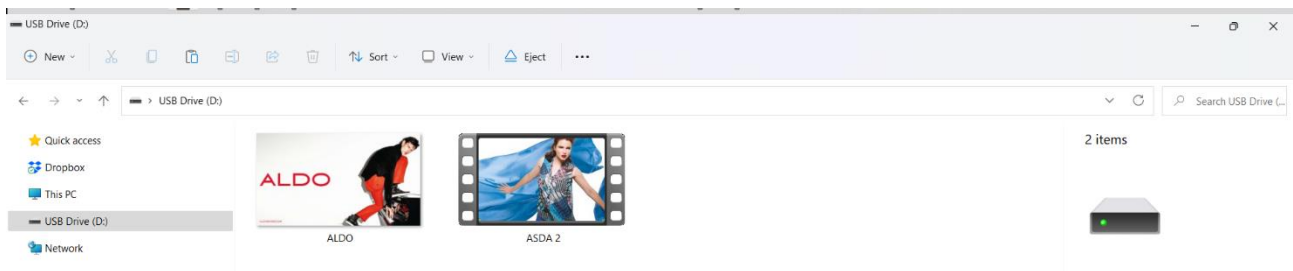 USB Drive (D:)
New Sort View Eject
USB Drive (D:) Search USB Drive (...
Quick access
Dropbox
This PC
USB Drive (D:)
Network
ALDO
ALDO
ASDA 2
2 items